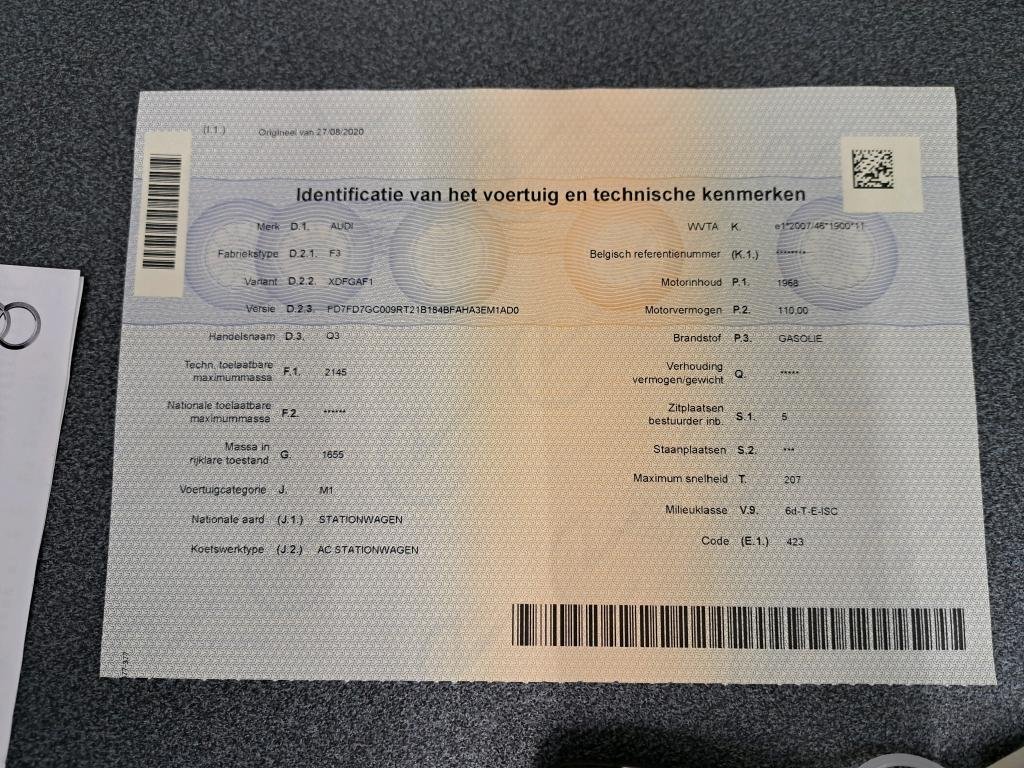 (I.1.) Origineel van 27/08/2020
Identificatie van het voertuig en technische kenmerken
Merk D.1. AUDI
Fabriekstype D.2.1. F3
Variant D.2.2. XDFGAF1
Versie D.2.3. FD7FD7GC009RT21B184BFAHA3EM1AD0
Handelsnaam D.3. Q3
Techn. toelaatbare
maximummassa F.1. 2145
Nationale toelaatbare
maximummassa F.2. ******
Massa in
rijklare toestand G. 1655
Voertuigcategorie J. M1
Nationale aard (J.1.) STATIONWAGEN
Koetswerktype (J.2.) AC STATIONWAGEN
WVTA K. e1*2007/46*1900*11
Belgisch referentienummer (K.1.) ********
Motorinhoud P.1. 1968
Motorvermogen P.2. 110,00
Brandstof P.3. GASOLIE
Verhouding
vermogen/gewicht Q. *****
Zitplaatsen
bestuurder inb. S.1. 5
Staanplaatsen S.2. ***
Maximum snelheid T. 207
Milieuklasse V.9. 6d-T-E-ISC
Code (E.1.) 423